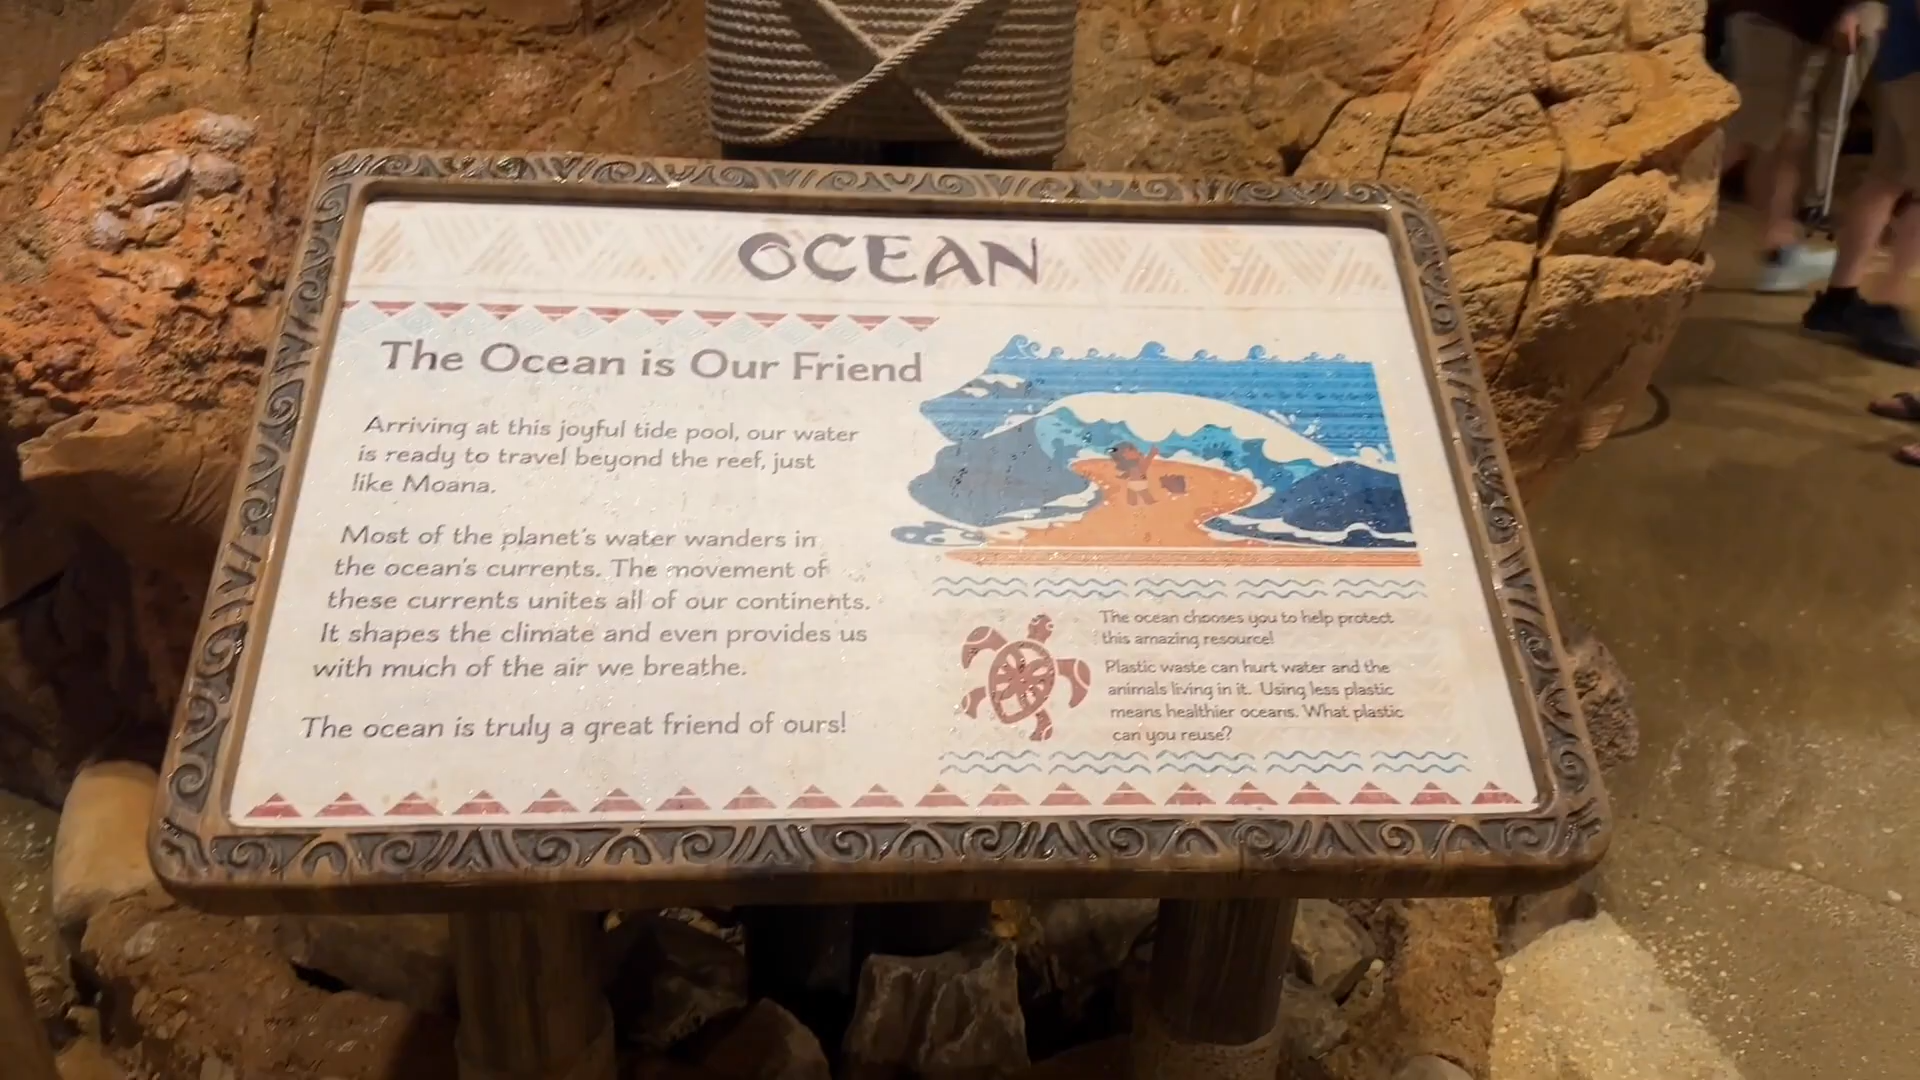 OCEAN
The Ocean is Our Friend
Arriving at this joyful tide pool, our water
is ready to travel beyond the reef, just
like Moana.
Most of the planet's water wanders in
the ocean's currents. The movement of
these currents unites all of our continents.
It shapes the climate and even provides us
with much of the air we breathe.
The ocean is truly a great friend of ours!
The ocean chooses you to help protect
this amazing resource!
Plastic waste can hurt water and the
animals living in it. Using less plastic
means healthier oceans. What plastic
can you reuse?